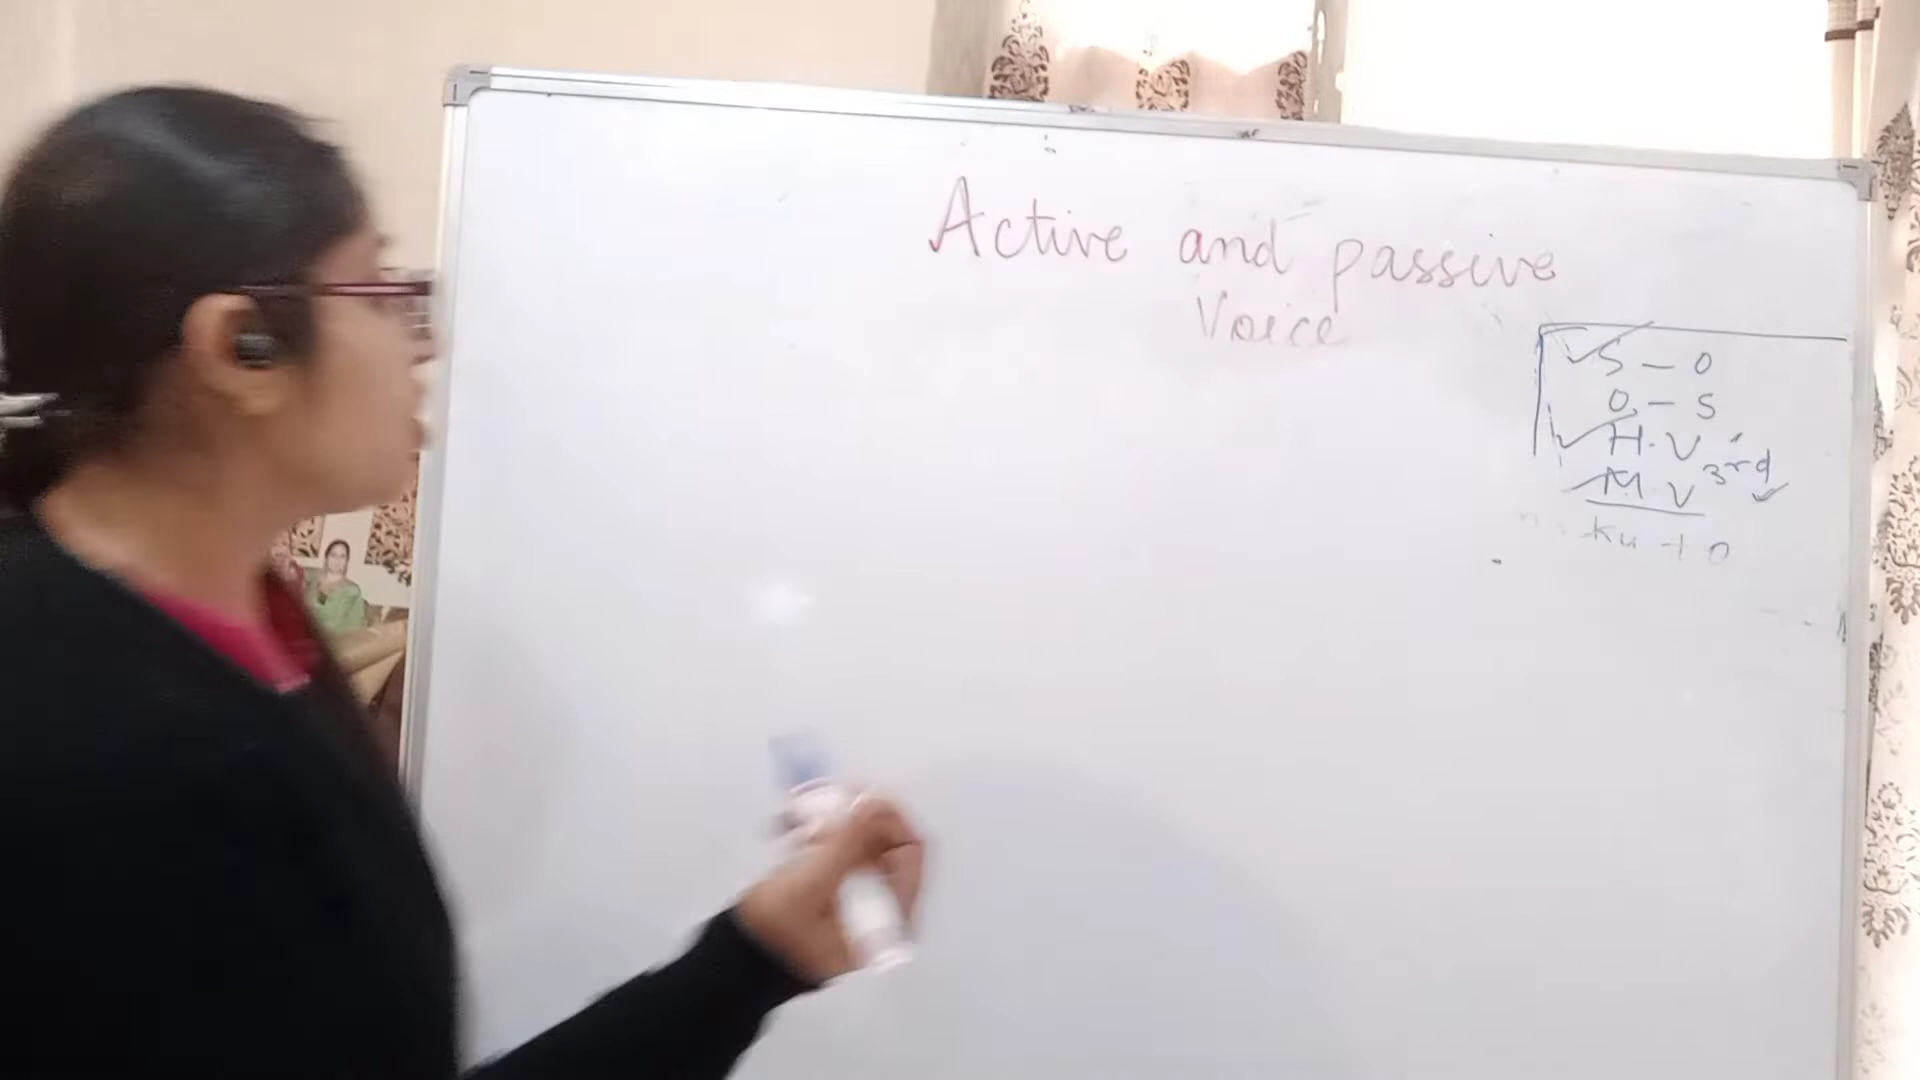 Active and passive
Voice
S - O
O - S
H.V
M.V 3rd